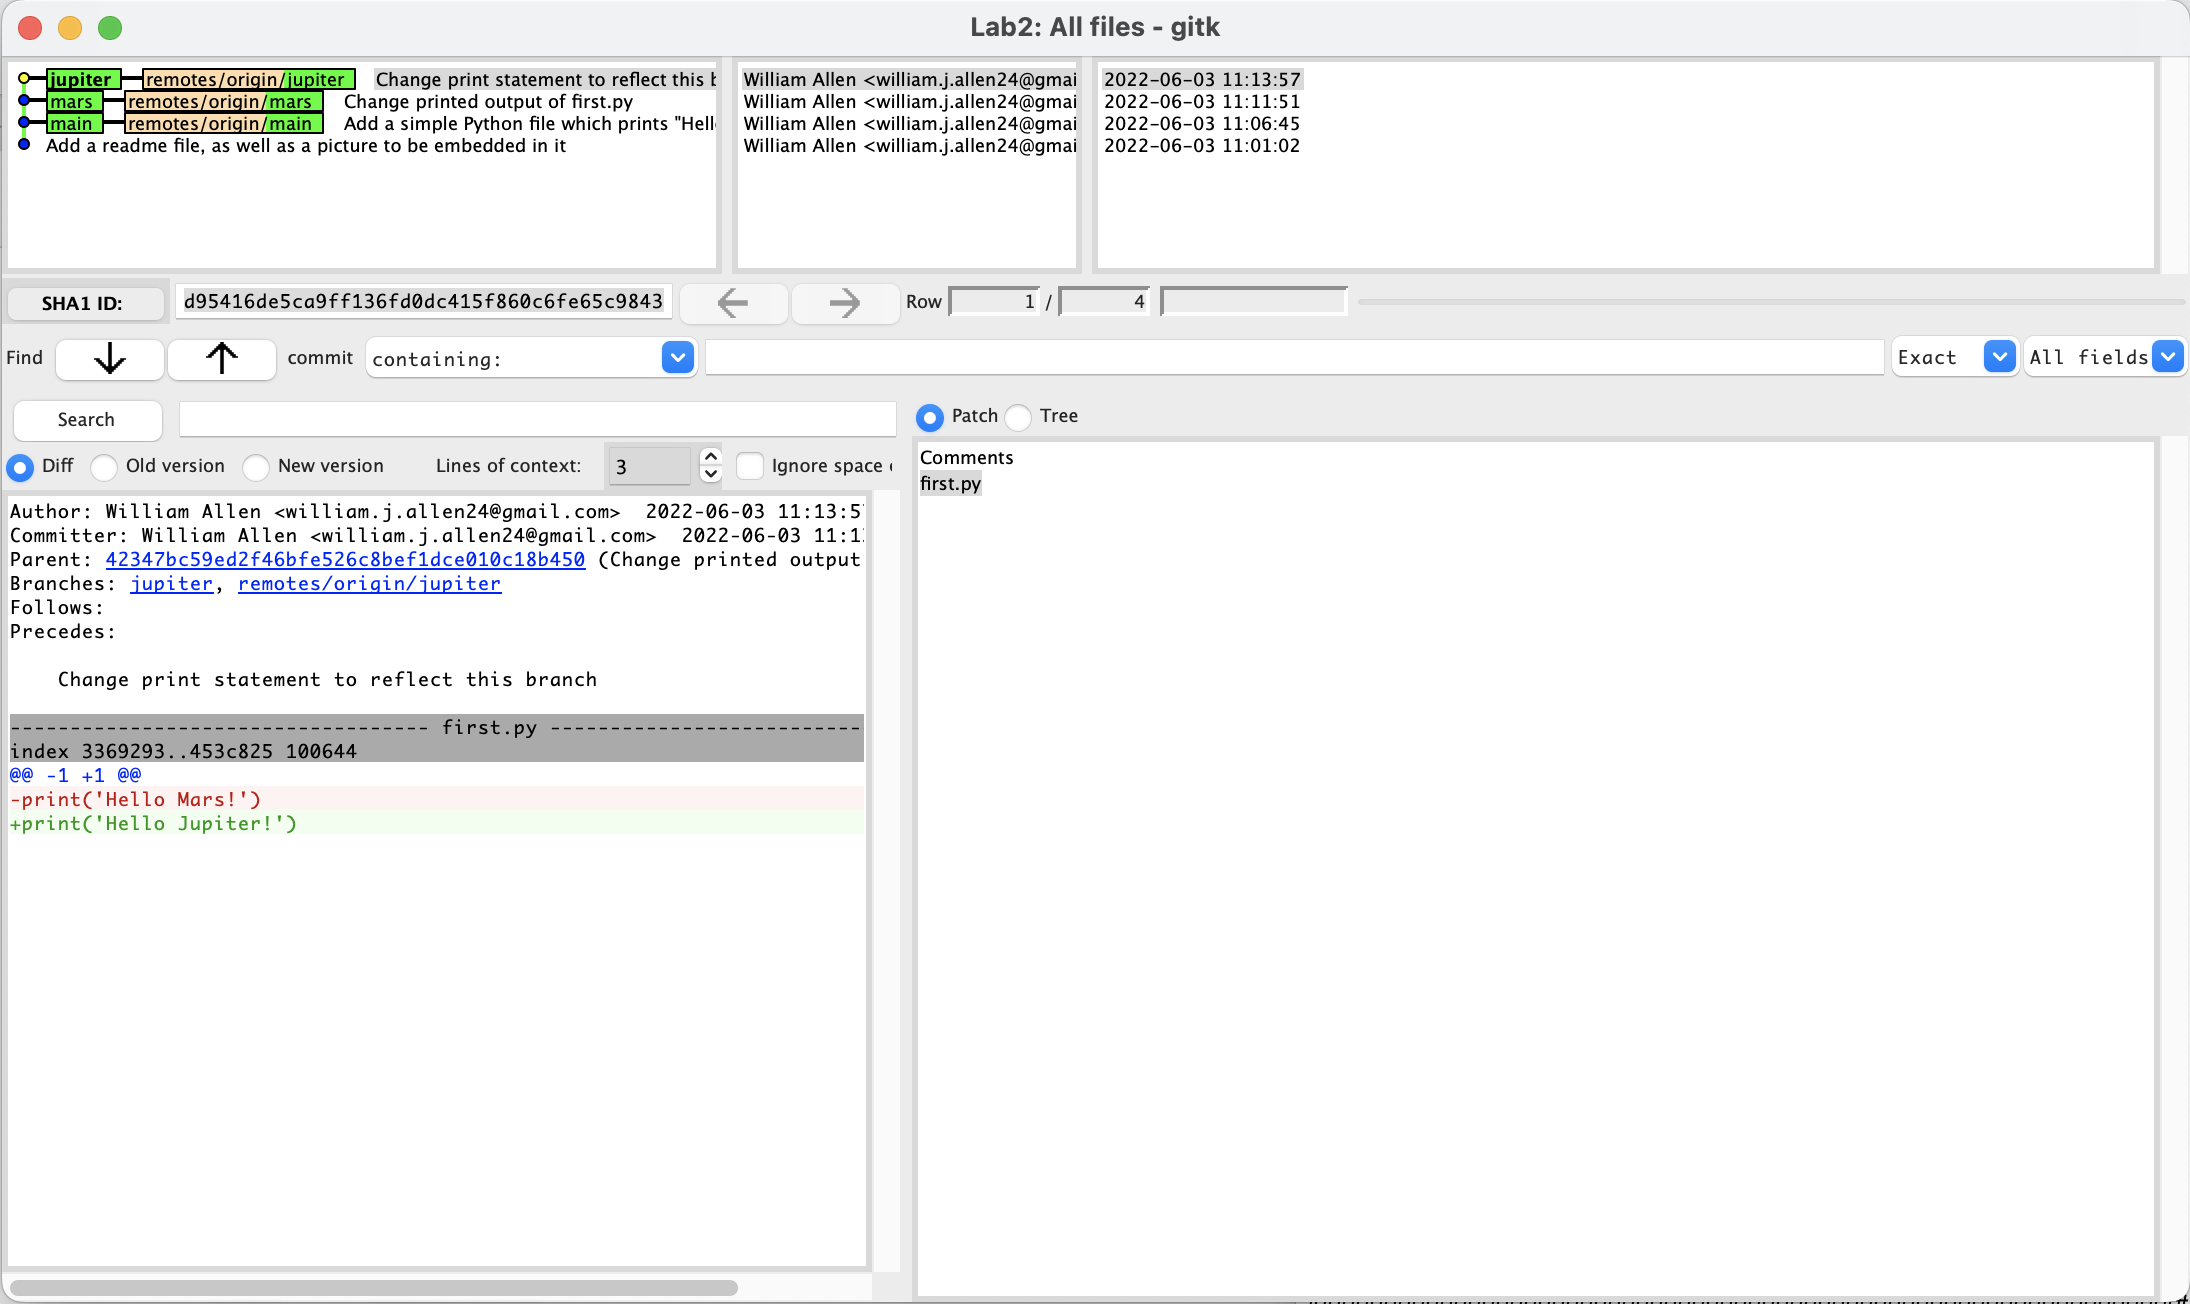 Lab2: All files - gitk
jupiter remotes/origin/jupiter Change print statement to reflect this b
William Allen <william.j.allen24@gmai
2022-06-03 11:13:57
mars remotes/origin/mars Change printed output of first.py
William Allen <william.j.allen24@gmai
2022-06-03 11:11:51
main remotes/origin/main Add a simple Python file which prints "Hell
William Allen <william.j.allen24@gmai
2022-06-03 11:06:45
Add a readme file, as well as a picture to be embedded in it
William Allen <william.j.allen24@gmai
2022-06-03 11:01:02
SHA1 ID: d95416de5ca9ff136fd0dc415f860c6fe65c9843 Row 1 / 4
Find commit containing: Exact All fields
Search
Patch Tree
Diff Old version New version Lines of context: 3 Ignore space
Comments
first.py
Author: William Allen <william.j.allen24@gmail.com> 2022-06-03 11:13:5
Committer: William Allen <william.j.allen24@gmail.com> 2022-06-03 11:1
Parent: 42347bc59ed2f46bfe526c8bef1dce010c18b450 (Change printed output
Branches: jupiter, remotes/origin/jupiter
Follows:
Precedes:
Change print statement to reflect this branch
----------------------------------- first.py --------------------------
index 3369293..453c825 100644
@@ -1 +1 @@
-print('Hello Mars!')
+print('Hello Jupiter!')